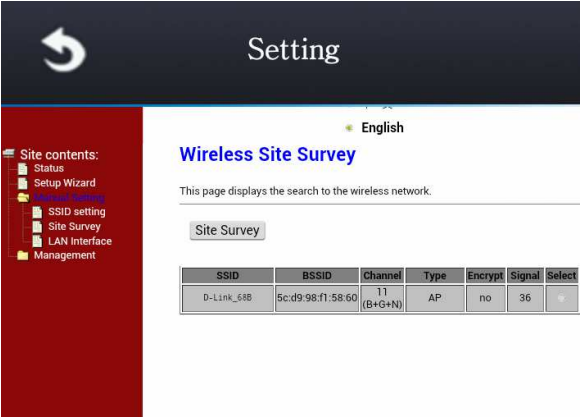 Setting
English
Site contents:
Status
Setup Wizard
Manual Setting
SSID setting
Site Survey
LAN Interface
Management
Wireless Site Survey
This page displays the search to the wireless network.
Site Survey
SSID BSSID Channel Type Encrypt Signal Select
D-Link_68B 5c:d9:98:f1:58:60 11 (B+G+N) AP no 36